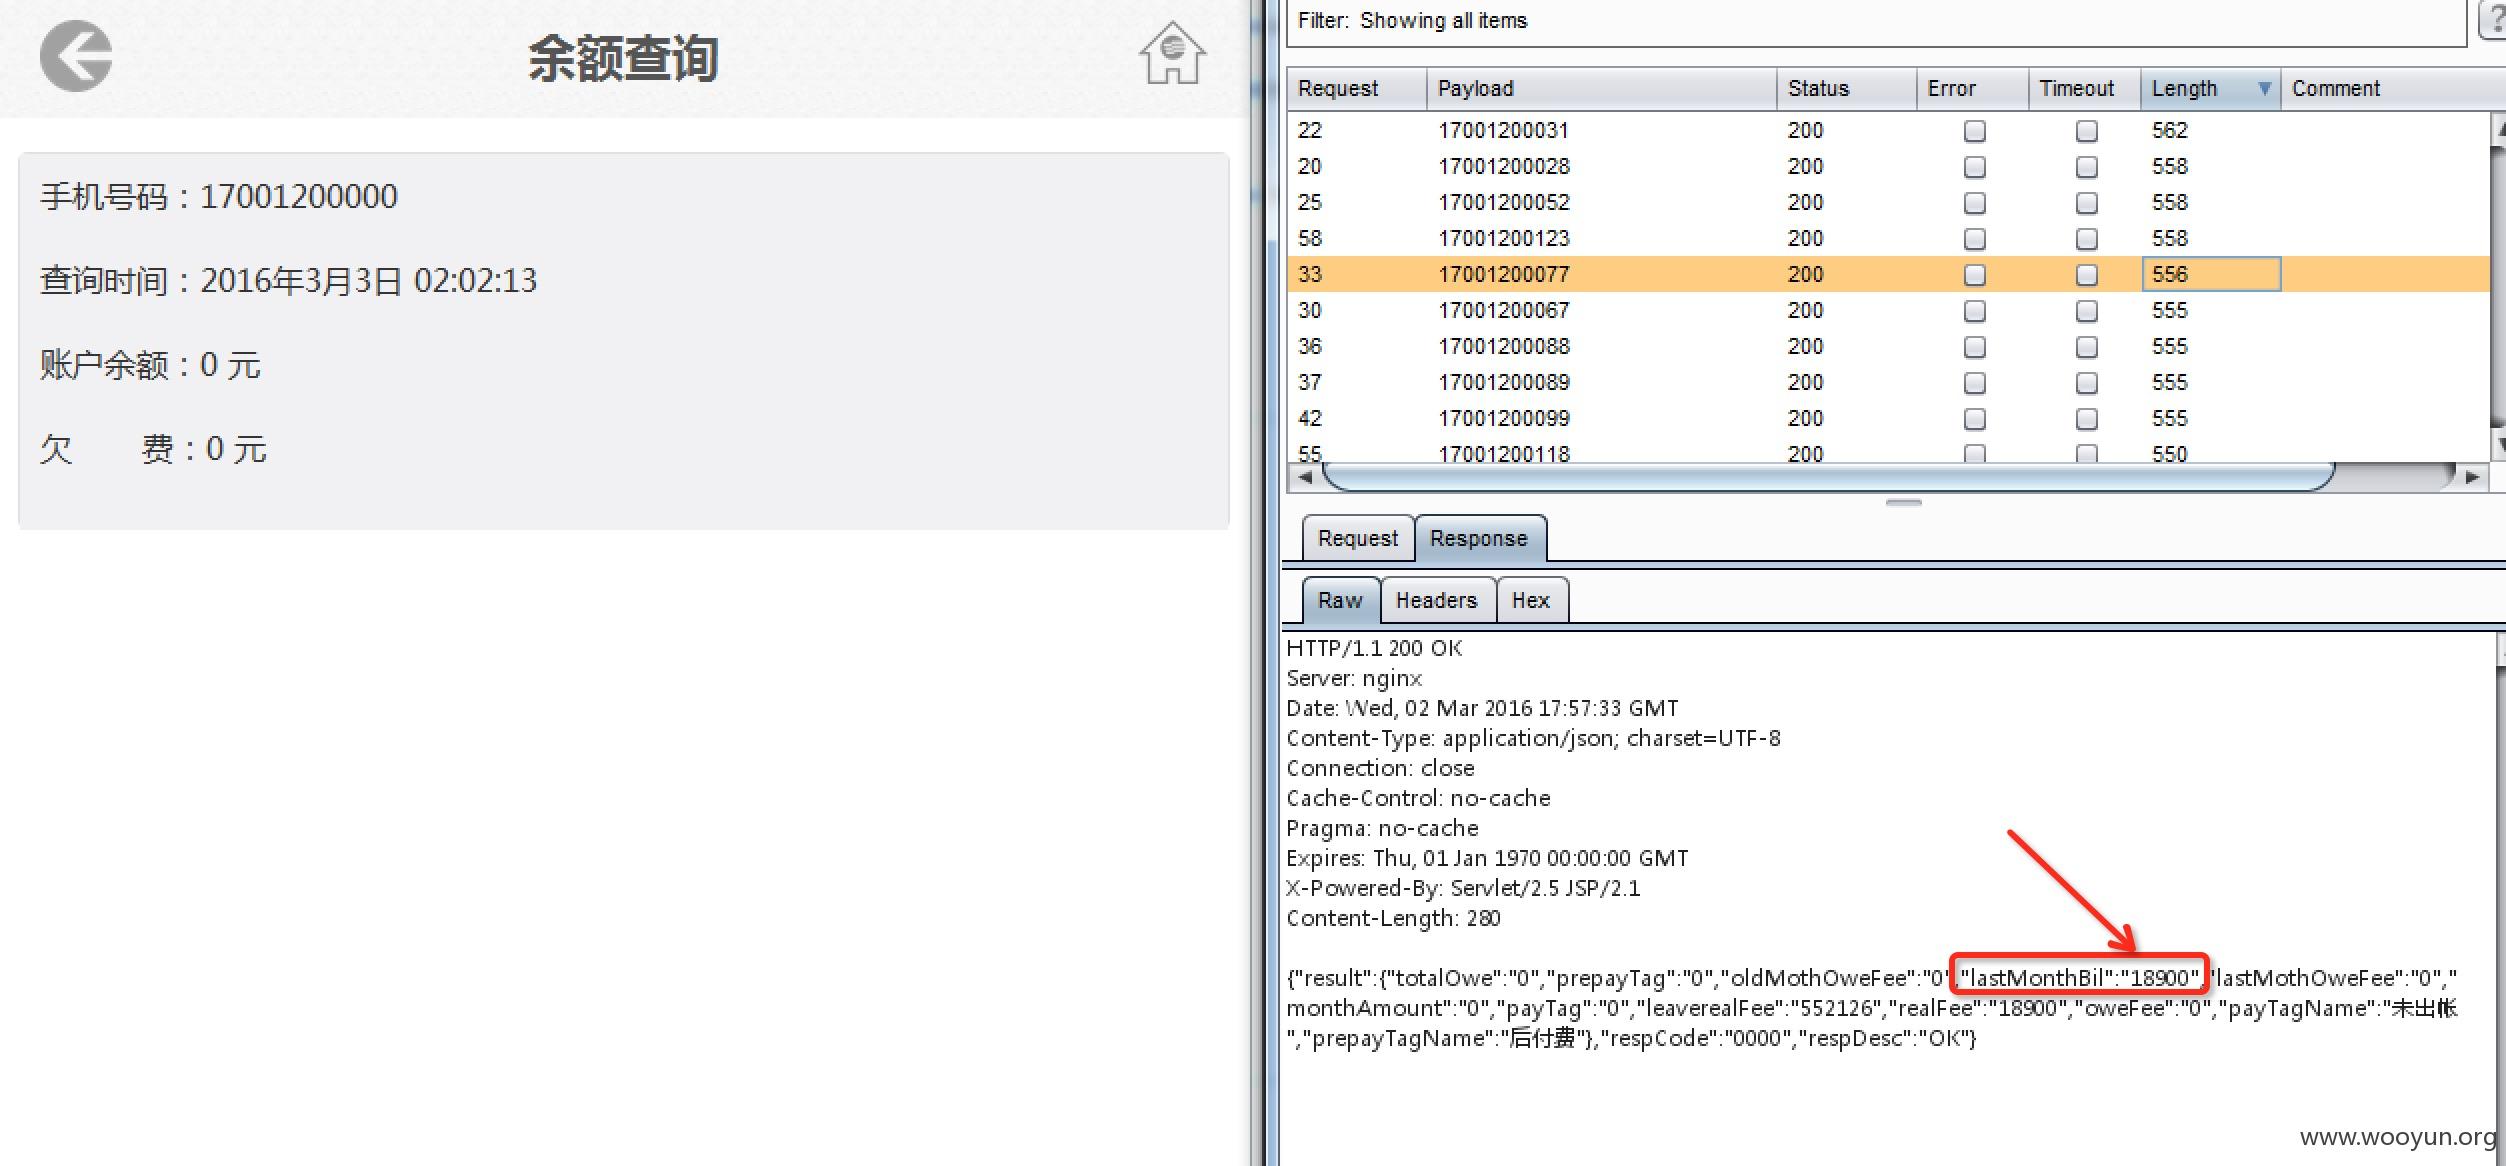 余额查询
手机号码：17001200000
查询时间：2016年3月3日 02:02:13
账户余额：0 元
欠 费：0 元
Filter: Showing all items
?
Request Payload Status Error Timeout Length Comment
22 17001200031 200 562
20 17001200028 200 558
25 17001200052 200 558
58 17001200123 200 558
33 17001200077 200 556
30 17001200067 200 555
36 17001200088 200 555
37 17001200089 200 555
42 17001200099 200 555
55 17001200118 200 550
Request Response
Raw Headers Hex
HTTP/1.1 200 OK
Server: nginx
Date: Wed, 02 Mar 2016 17:57:33 GMT
Content-Type: application/json; charset=UTF-8
Connection: close
Cache-Control: no-cache
Pragma: no-cache
Expires: Thu, 01 Jan 1970 00:00:00 GMT
X-Powered-By: Servlet/2.5 JSP/2.1
Content-Length: 280
{"result":{"totalOwe":"0","prepayTag":"0","oldMothOweFee":"0","lastMonthBil":"18900","lastMothOweFee":"0","
monthAmount":"0","payTag":"0","leaverealFee":"552126","realFee":"18900","oweFee":"0","payTagName":"未出帐
","prepayTagName":"后付费"},"respCode":"0000","respDesc":"OK"}
www.wooyun.org